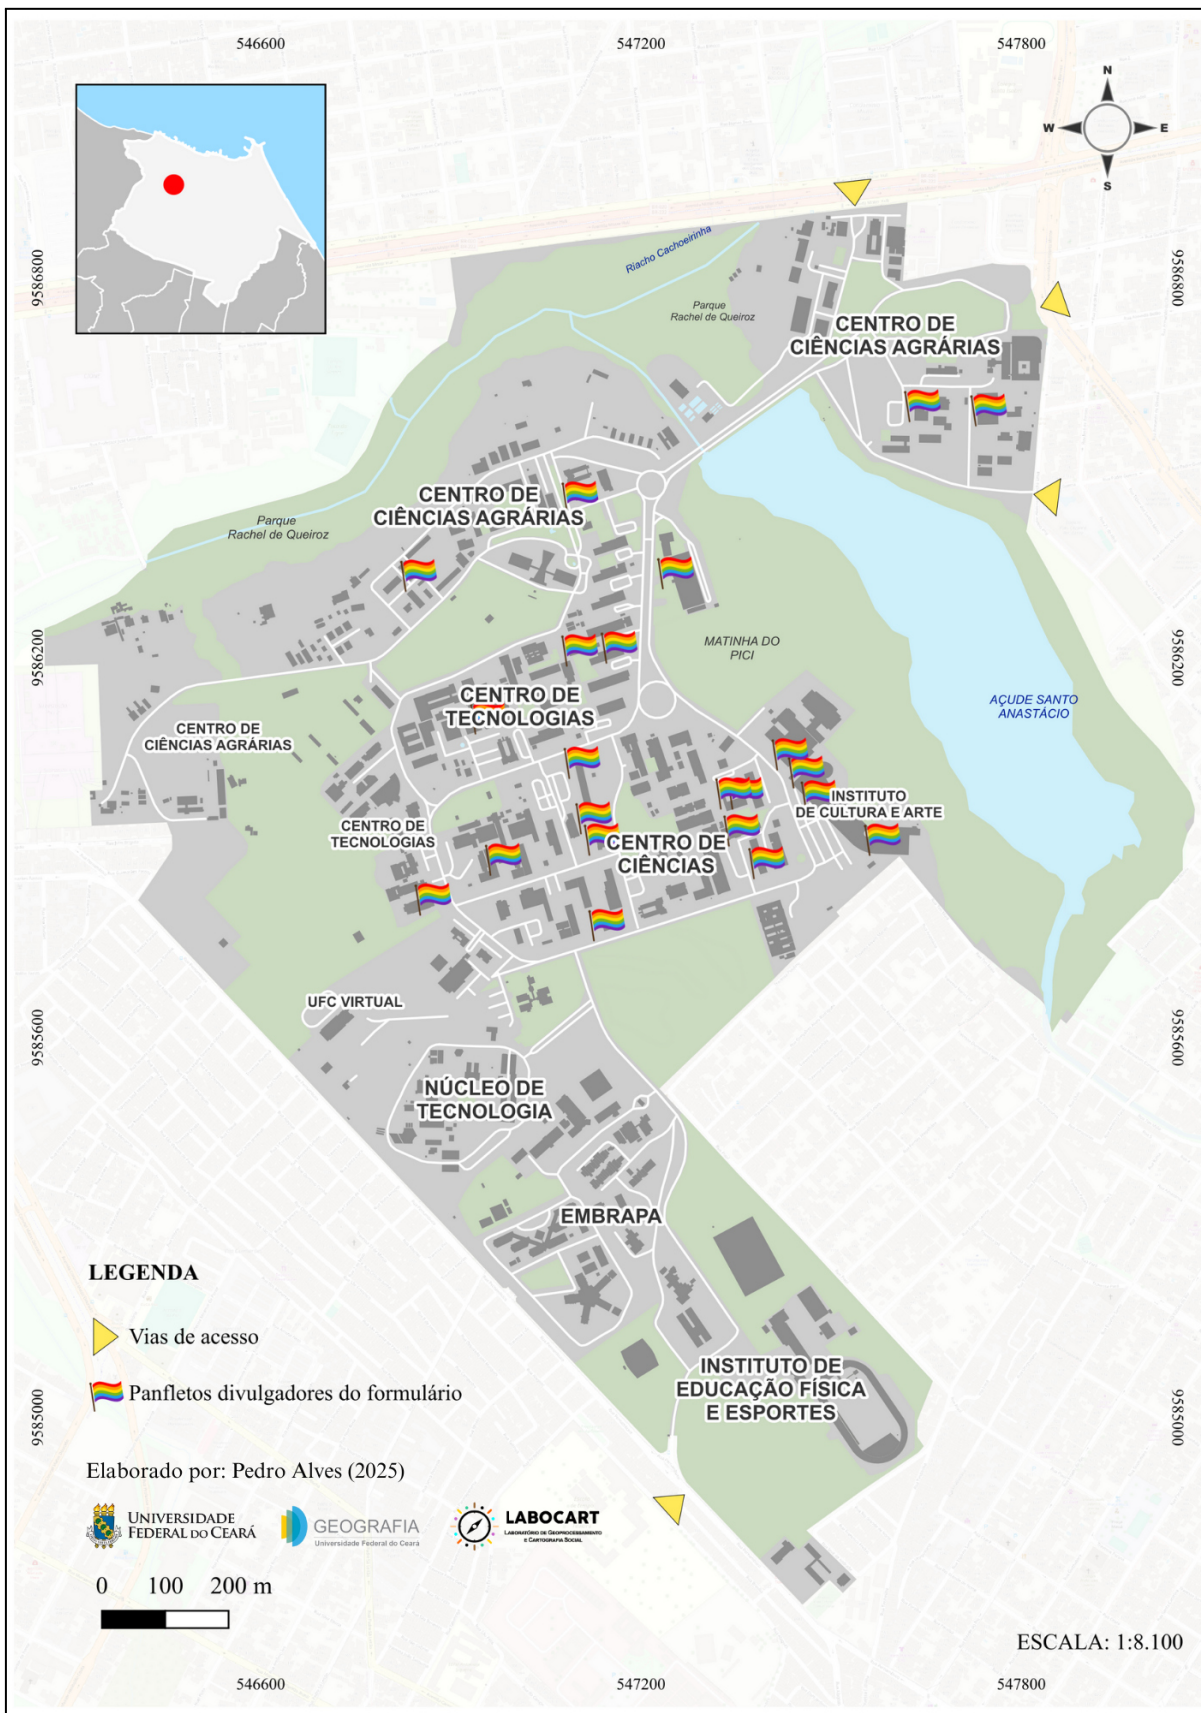 546600
547200
547800
N
W
E
S
Riacho Cachoeirinha
9586800
9586800
Parque
Rachel de Queiroz
CENTRO DE
CIÊNCIAS AGRÁRIAS
CENTRO DE
CIÊNCIAS AGRÁRIAS
Parque
Rachel de Queiroz
9586200
9586200
MATINHA DO
PICI
AÇUDE SANTO
ANASTÁCIO
CENTRO DE
TECNOLOGIAS
CENTRO DE
CIÊNCIAS AGRÁRIAS
INSTITUTO
DE CULTURA E ARTE
CENTRO DE
TECNOLOGIAS
CENTRO DE
CIÊNCIAS
UFC VIRTUAL
9585600
9585600
NÚCLEO DE
TECNOLOGIA
EMBRAPA
LEGENDA
Vias de acesso
Panfletos divulgadores do formulário
INSTITUTO DE
EDUCAÇÃO FÍSICA
E ESPORTES
9585000
9585000
Elaborado por: Pedro Alves (2025)
UNIVERSIDADE
FEDERAL DO CEARÁ
GEOGRAFIA
Universidade Federal do Ceará
LABOCART
LABORATÓRIO DE GEOPROCESSAMENTO
E CARTOGRAFIA SOCIAL
0 100 200 m
ESCALA: 1:8.100
546600
547200
547800